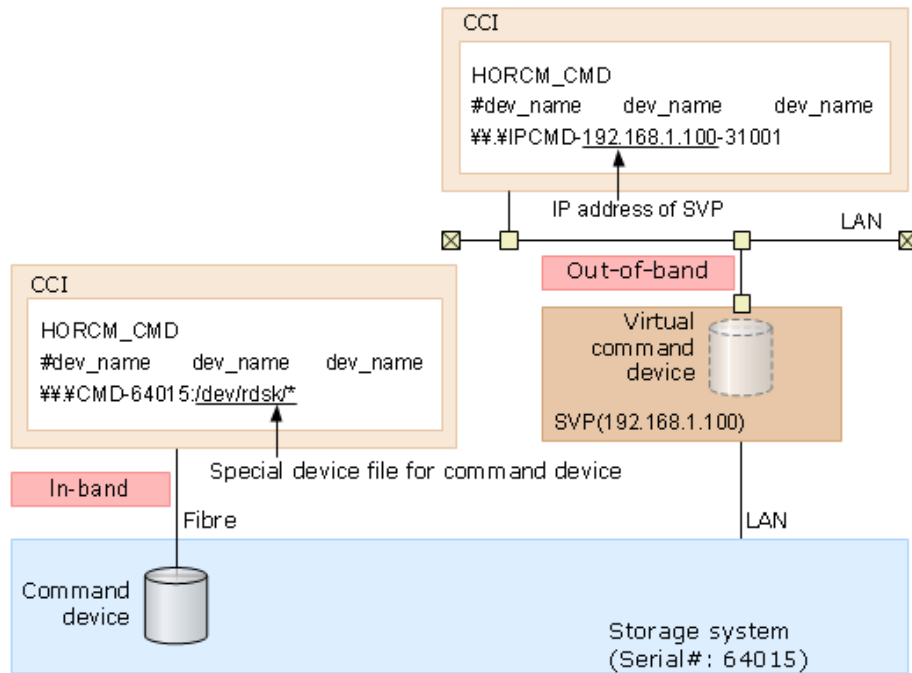 CCI
HORCM_CMD
#dev_name dev_name dev_name
¥¥.¥IPCMD-192.168.1.100-31001
IP address of SVP
LAN
Out-of-band
Virtual
command
device
SVP(192.168.1.100)
LAN
CCI
HORCM_CMD
#dev_name dev_name dev_name
¥¥.¥CMD-64015:/dev/rdsk/*
Special device file for command device
In-band
Fibre
Command
device
Storage system
(Serial#: 64015)